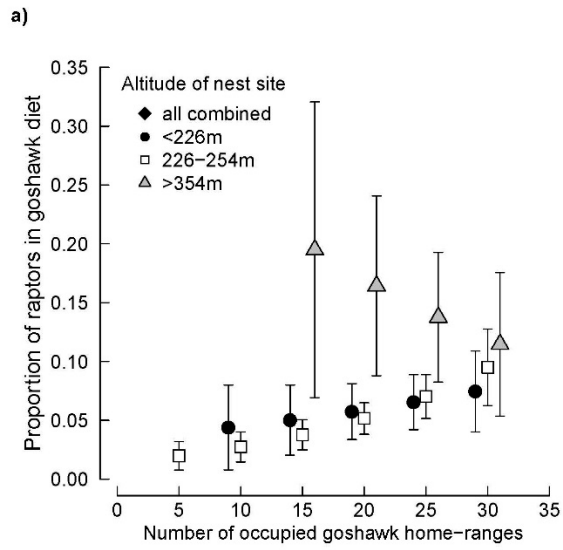 a)
Proportion of raptors in goshawk diet
0.35
0.30
0.25
0.20
0.15
0.10
0.05
0.00
Altitude of nest site
all combined
<226m
226−254m
>354m
0 5 10 15 20 25 30 35
Number of occupied goshawk home−ranges